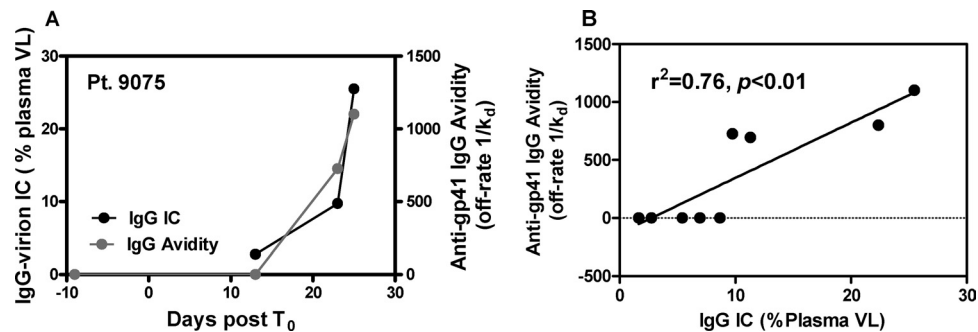 A
IgG-virion IC ( % plasma VL)
30
20
10
0
Pt. 9075
IgG IC
IgG Avidity
1500
1000
500
0
Anti-gp41 IgG Avidity
(off-rate 1/kd)
-10
0
10
20
30
Days post T0
B
Anti-gp41 IgG Avidity
(off-rate 1/kd)
1500
1000
500
0
-500
r²=0.76, p<0.01
0
10
20
30
IgG IC (%Plasma VL)